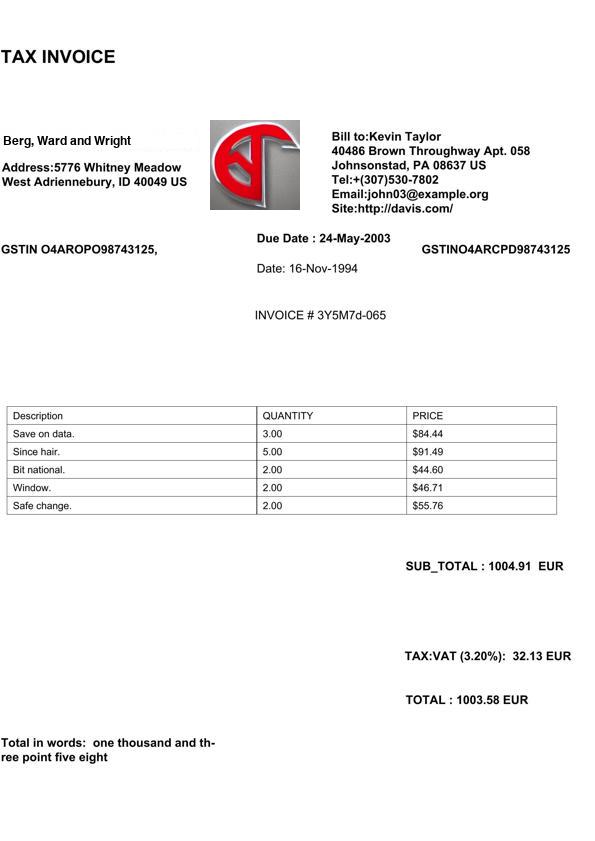 TAX INVOICE
Berg, Ward and Wright
Address:5776 Whitney Meadow
West Adriennebury, ID 40049 US
Bill to:Kevin Taylor
40486 Brown Throughway Apt. 058
Johnsonstad, PA 08637 US
Tel:+(307)530-7802
Email:john03@example.org
Site:http://davis.com/
GSTIN O4AROPO98743125,
Due Date : 24-May-2003
GSTINO4ARCPD98743125
Date: 16-Nov-1994
INVOICE # 3Y5M7d-065
Description QUANTITY PRICE
Save on data. 3.00 $84.44
Since hair. 5.00 $91.49
Bit national. 2.00 $44.60
Window. 2.00 $46.71
Safe change. 2.00 $55.76
SUB_TOTAL : 1004.91 EUR
TAX:VAT (3.20%): 32.13 EUR
TOTAL : 1003.58 EUR
Total in words: one thousand and th-
ree point five eight